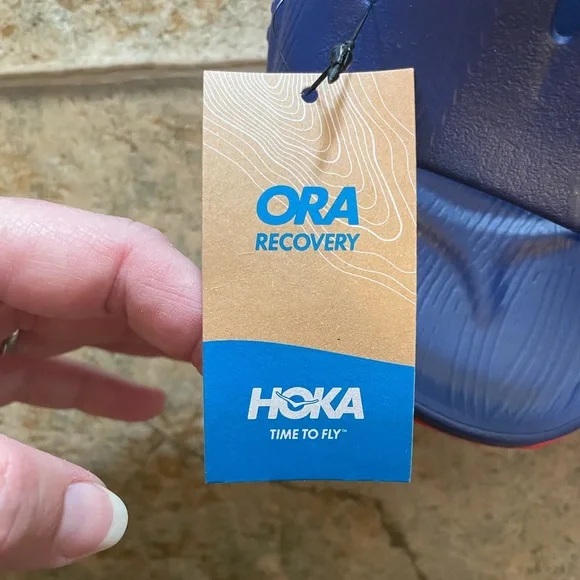 ORA
RECOVERY
HOKA
TIME TO FLY™